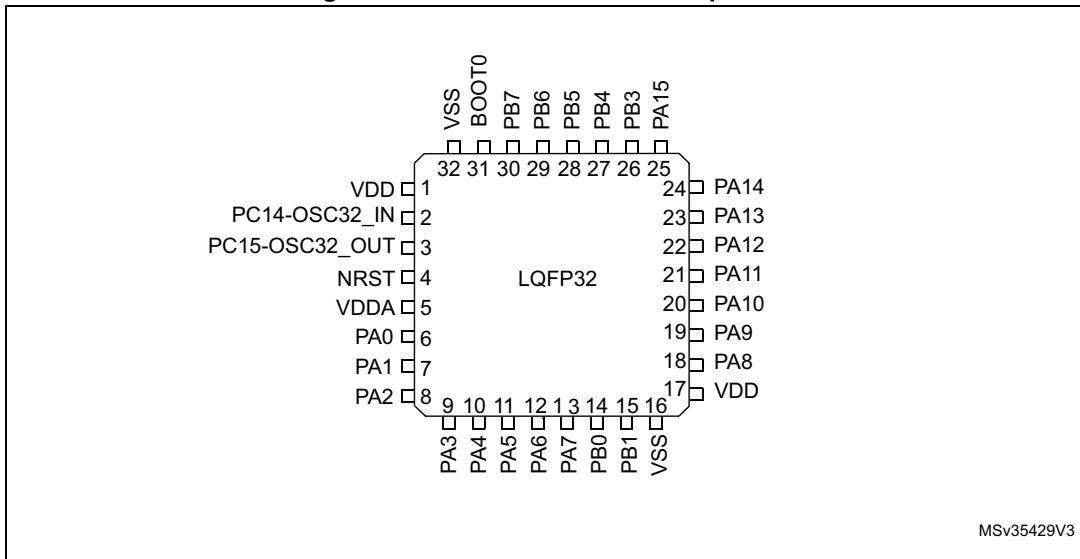 VSS
BOOT0
PB7
PB6
PB5
PB4
PB3
PA15
32 31 30 29 28 27 26 25
VDD 1 24 PA14
PC14-OSC32_IN 2 23 PA13
PC15-OSC32_OUT 3 22 PA12
NRST 4 LQFP32 21 PA11
VDDA 5 20 PA10
PA0 6 19 PA9
PA1 7 18 PA8
PA2 8 17 VDD
9 10 11 12 13 14 15 16
PA3
PA4
PA5
PA6
PA7
PB0
PB1
VSS
MSv35429V3